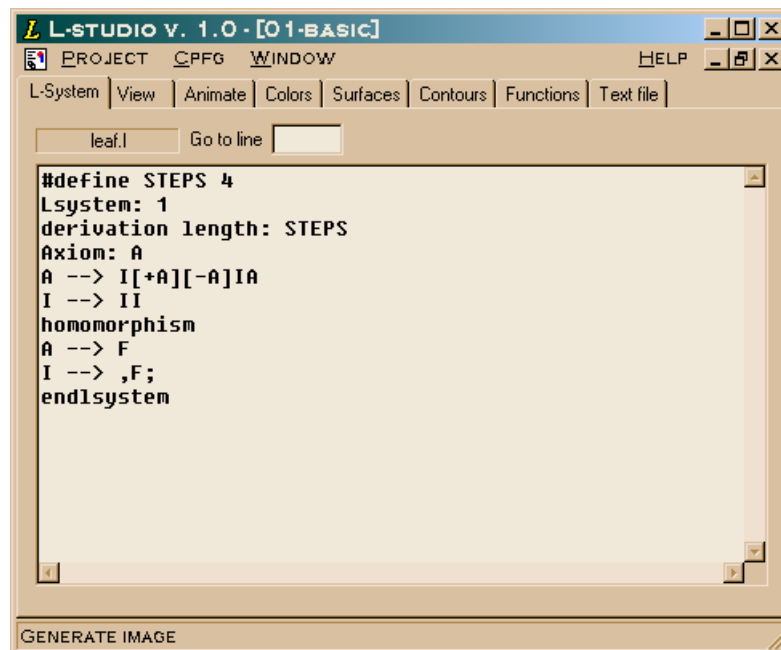 L-STUDIO V. 1.0 - [01-BASIC]
PROJECT CPFG WINDOW HELP
L-System View Animate Colors Surfaces Contours Functions Text file
leaf.l Go to line
#define STEPS 4
Lsystem: 1
derivation length: STEPS
Axiom: A
A --> I[+A][-A]IA
I --> II
homomorphism
A --> F
I --> ,F;
endlsystem
GENERATE IMAGE